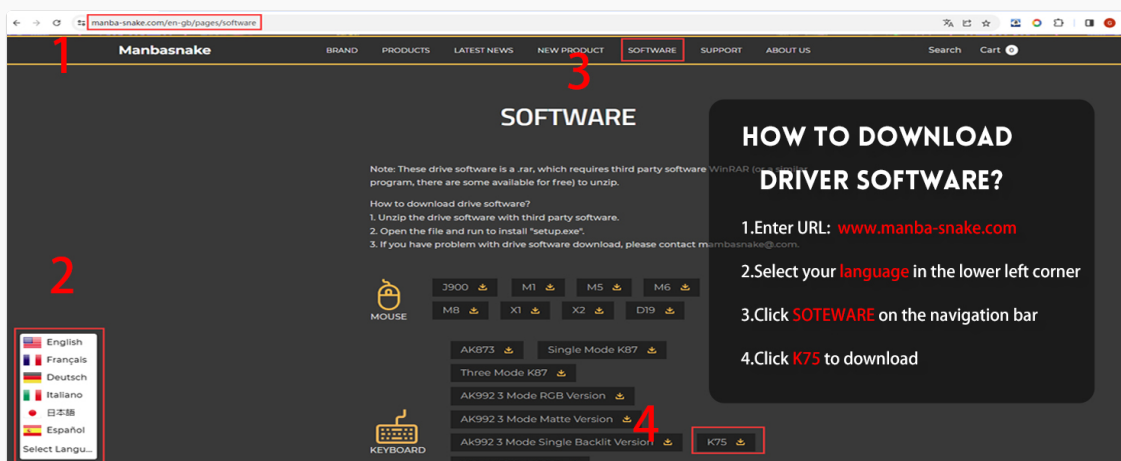 manba-snake.com/en-gb/pages/software
1
Manbasnake
BRAND PRODUCTS LATEST NEWS NEW PRODUCT SOFTWARE SUPPORT ABOUT US
Search Cart 0
3
SOFTWARE
Note: These drive software is a .rar, which requires third party software WinRAR (or a similar
program, there are some available for free) to unzip.
How to download drive software?
1. Unzip the drive software with third party software.
2. Open the file and run to install "setup.exe".
3. If you have problem with drive software download, please contact mambasnake@.com.
HOW TO DOWNLOAD
DRIVER SOFTWARE?
1.Enter URL: www.manba-snake.com
2.Select your language in the lower left corner
3.Click SOTEWARE on the navigation bar
4.Click K75 to download
2
English
Français
Deutsch
Italiano
日本語
Español
Select Langu...
MOUSE
J900 M1 M5 M6
M8 X1 X2 D19
KEYBOARD
AK873 Single Mode K87
Three Mode K87
AK992 3 Mode RGB Version
AK992 3 Mode Matte Version
Ak992 3 Mode Single Backlit Version K75
4